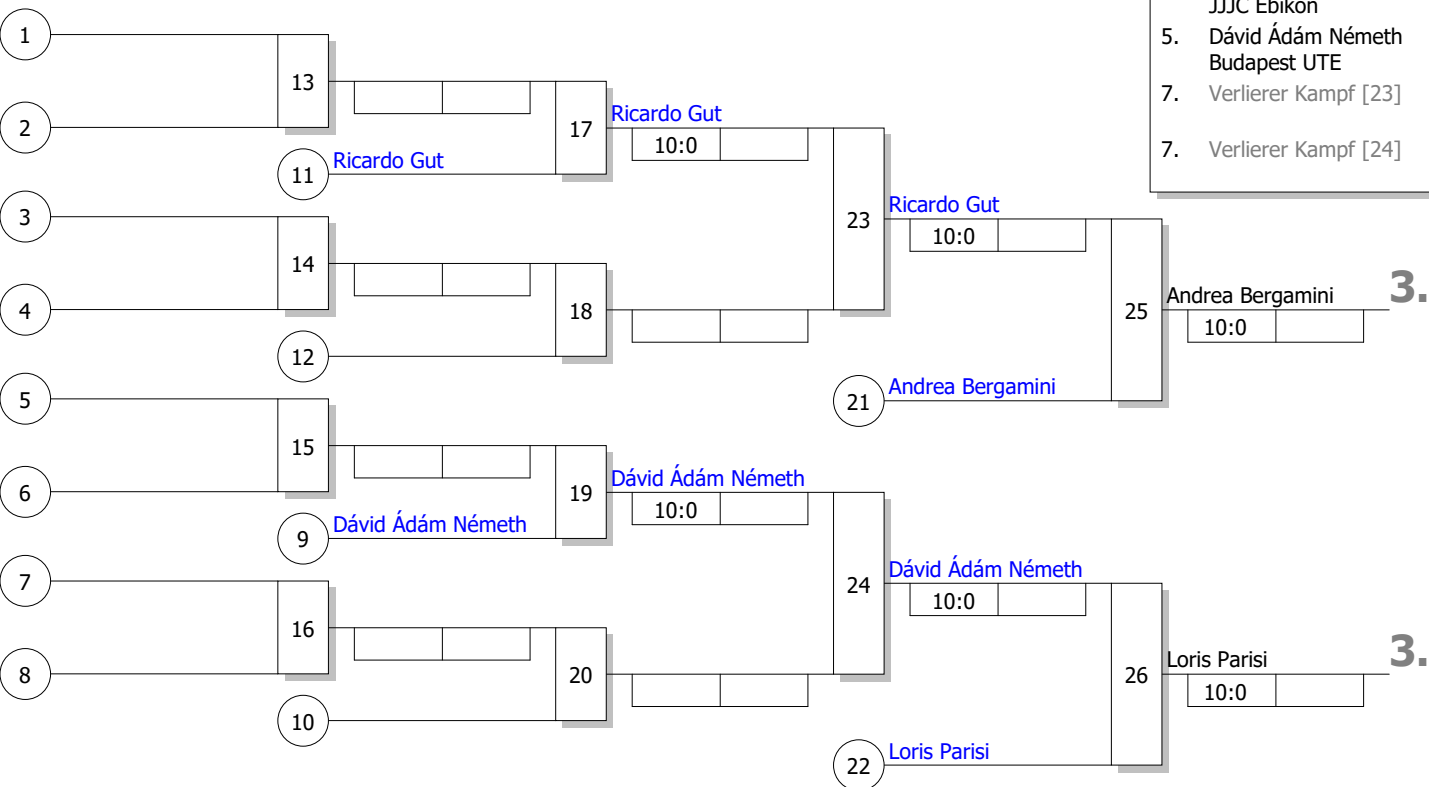 JJJC Ebikon
5. Dávid Ádám Németh
Budapest UTE
7. Verlierer Kampf [23]
7. Verlierer Kampf [24]
1
13
2
17
Ricardo Gut
10:0
11
Ricardo Gut
3
23
Ricardo Gut
10:0
14
4
18
12
25
Andrea Bergamini
3.
10:0
21
Andrea Bergamini
5
15
6
19
Dávid Ádám Németh
10:0
9
Dávid Ádám Németh
7
24
Dávid Ádám Németh
10:0
16
8
20
10
26
Loris Parisi
3.
10:0
22
Loris Parisi